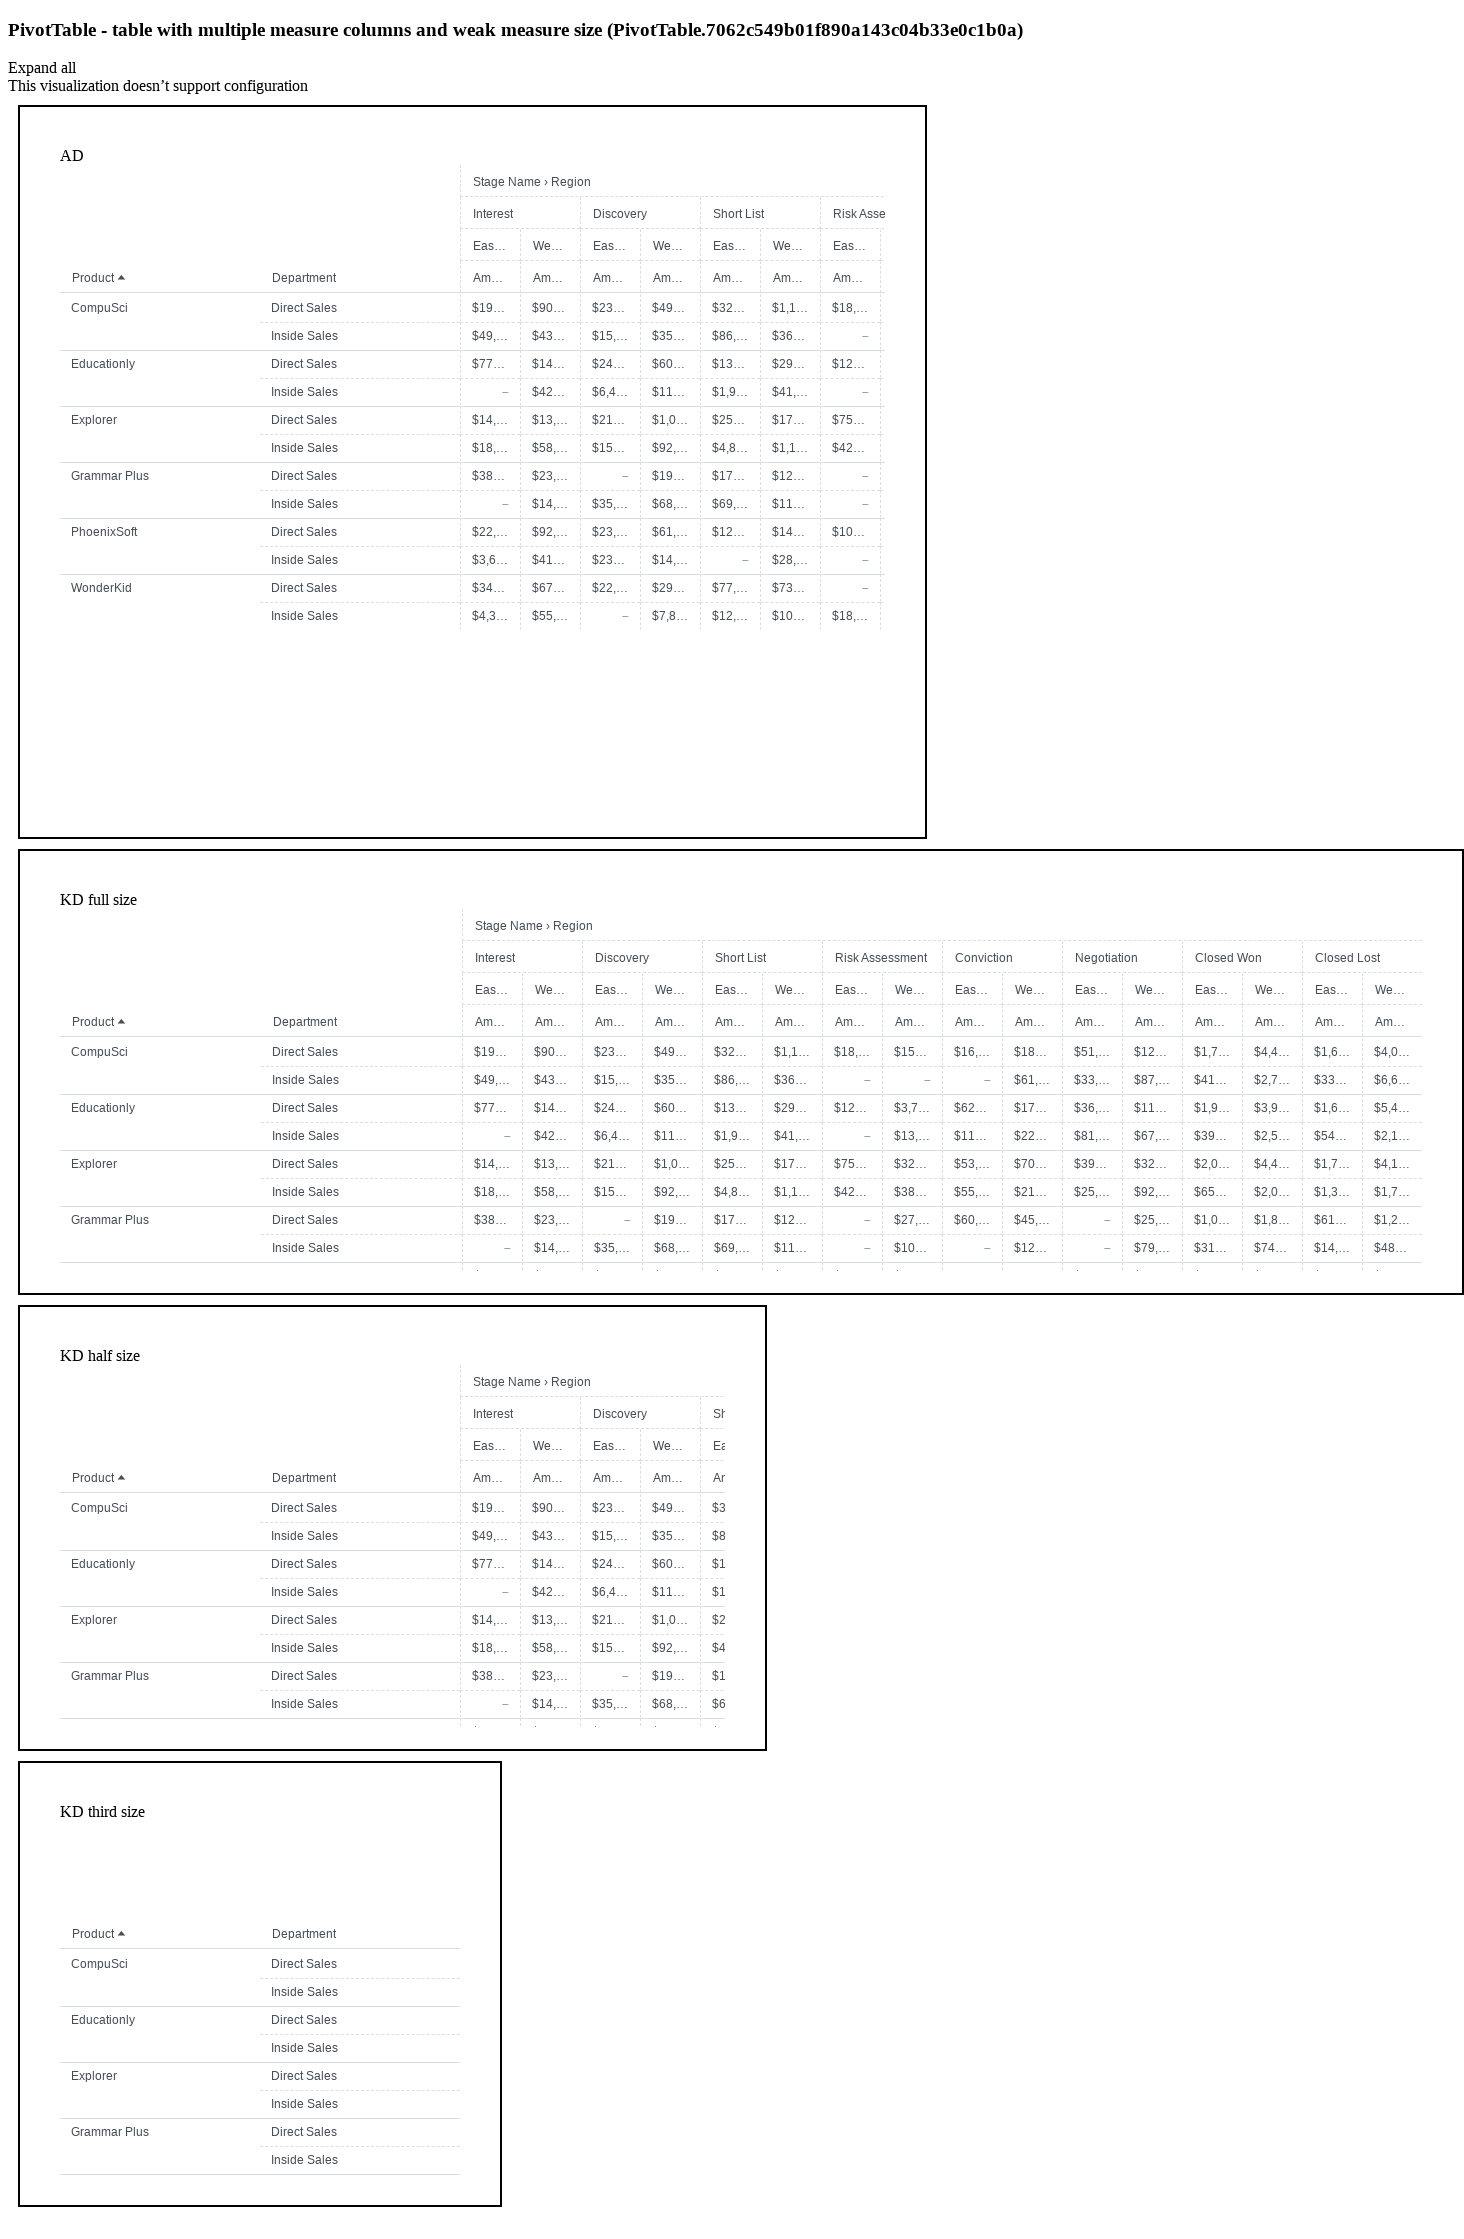 PivotTable - table with multiple measure columns and weak measure size (PivotTable.7062c549b01f890a143c04b33e0c1b0a)
Expand all
This visualization doesn’t support configuration
AD
Stage Name › Region
Interest Discovery Short List Risk Asse
Eas… We… Eas… We… Eas… We… Eas…
Product Department Am… Am… Am… Am… Am… Am… Am…
CompuSci Direct Sales $19… $90… $23… $49… $32… $1,1… $18,…
Inside Sales $49,… $43… $15,… $35… $86,… $36… –
Educationly Direct Sales $77… $14… $24… $60… $13… $29… $12…
Inside Sales – $42… $6,4… $11… $1,9… $41,… –
Explorer Direct Sales $14,… $13,… $21… $1,0… $25… $17… $75…
Inside Sales $18,… $58,… $15… $92,… $4,8… $1,1… $42…
Grammar Plus Direct Sales $38… $23,… – $19… $17… $12… –
Inside Sales – $14,… $35,… $68,… $69,… $11… –
PhoenixSoft Direct Sales $22,… $92,… $23,… $61,… $12… $14… $10…
Inside Sales $3,6… $41… $23… $14,… – $28,… –
WonderKid Direct Sales $34… $67… $22,… $29… $77,… $73… –
Inside Sales $4,3… $55,… – $7,8… $12,… $10… $18,…
KD full size
Stage Name › Region
Interest Discovery Short List Risk Assessment Conviction Negotiation Closed Won Closed Lost
Eas… We… Eas… We… Eas… We… Eas… We… Eas… We… Eas… We… Eas… We… Eas… We…
Product Department Am… Am… Am… Am… Am… Am… Am… Am… Am… Am… Am… Am… Am… Am… Am… Am…
CompuSci Direct Sales $19… $90… $23… $49… $32… $1,1… $18,… $15… $16,… $18… $51,… $12… $1,7… $4,4… $1,6… $4,0…
Inside Sales $49,… $43… $15,… $35… $86,… $36… – – – $61,… $33,… $87,… $41… $2,7… $33… $6,6…
Educationly Direct Sales $77… $14… $24… $60… $13… $29… $12… $3,7… $62… $17… $36,… $11… $1,9… $3,9… $1,6… $5,4…
Inside Sales – $42… $6,4… $11… $1,9… $41,… – $13,… $11… $22… $81,… $67,… $39… $2,5… $54… $2,1…
Explorer Direct Sales $14,… $13,… $21… $1,0… $25… $17… $75… $32… $53,… $70… $39… $32… $2,0… $4,4… $1,7… $4,1…
Inside Sales $18,… $58,… $15… $92,… $4,8… $1,1… $42… $38… $55,… $21… $25,… $92,… $65… $2,0… $1,3… $1,7…
Grammar Plus Direct Sales $38… $23,… – $19… $17… $12… – $27,… $60,… $45,… – $25,… $1,0… $1,8… $61… $1,2…
Inside Sales – $14,… $35,… $68,… $69,… $11… – $10… – $12… – $79,… $31… $74… $14,… $48…
KD half size
Stage Name › Region
Interest Discovery Sh
Eas… We… Eas… We… Ea
Product Department Am… Am… Am… Am… Ar
CompuSci Direct Sales $19… $90… $23… $49… $3
Inside Sales $49,… $43… $15,… $35… $8
Educationly Direct Sales $77… $14… $24… $60… $1
Inside Sales – $42… $6,4… $11… $1
Explorer Direct Sales $14,… $13,… $21… $1,0… $2
Inside Sales $18,… $58,… $15… $92,… $4
Grammar Plus Direct Sales $38… $23,… – $19… $1
Inside Sales – $14,… $35,… $68,… $6
KD third size
Product Department
CompuSci Direct Sales
Inside Sales
Educationly Direct Sales
Inside Sales
Explorer Direct Sales
Inside Sales
Grammar Plus Direct Sales
Inside Sales